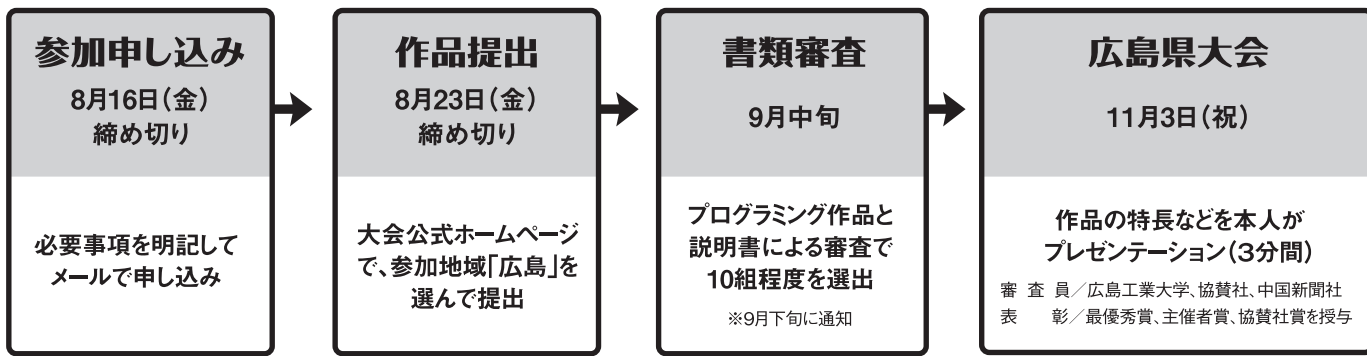 参加申し込み
8月16日(金)
締め切り
必要事項を明記して
メールで申し込み
作品提出
8月23日(金)
締め切り
大会公式ホームページ
で、参加地域「広島」を
選んで提出
書類審査
9月中旬
プログラミング作品と
説明書による審査で
10組程度を選出
※9月下旬に通知
広島県大会
11月3日(祝)
作品の特長などを本人が
プレゼンテーション(3分間)
審査員/広島工業大学、協賛社、中国新聞社
表彰/最優秀賞、主催者賞、協賛社賞を授与